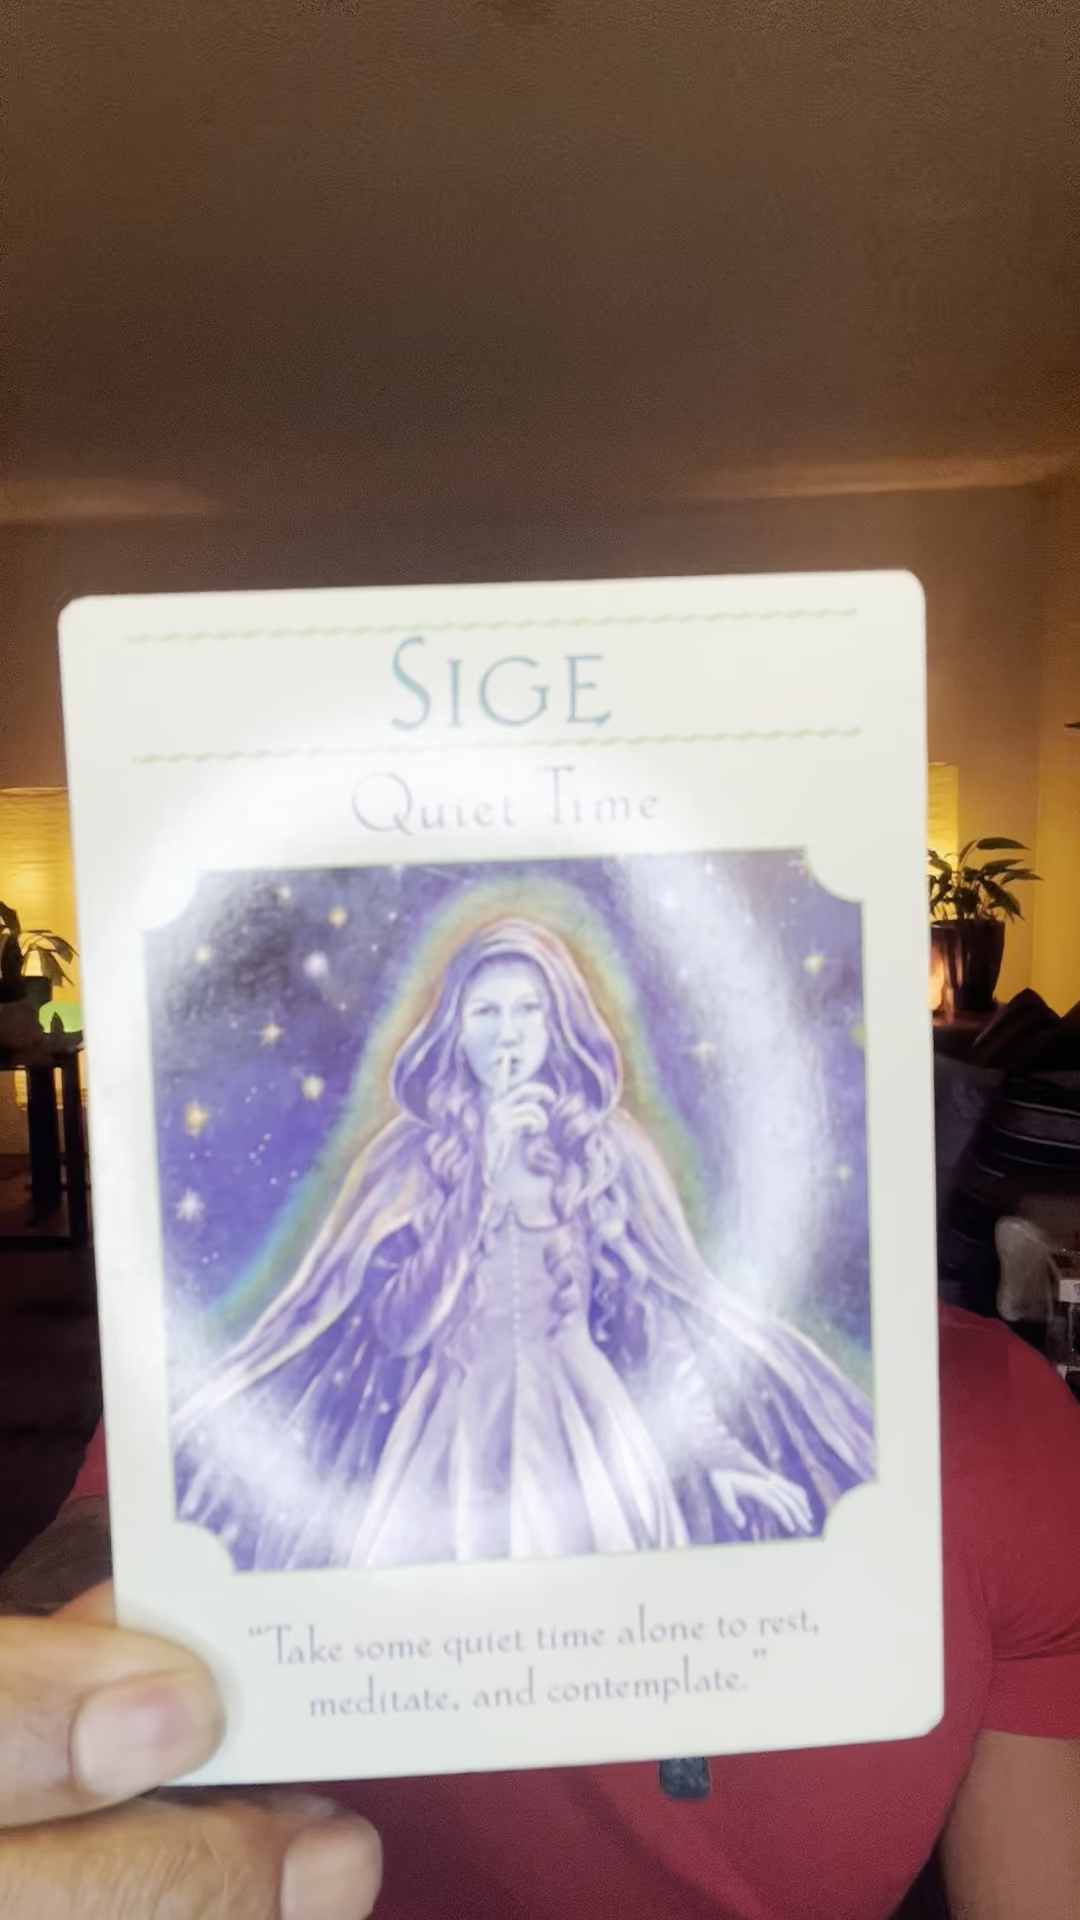 SIGE
Quiet Time
“Take some quiet time alone to rest,
meditate, and contemplate.”